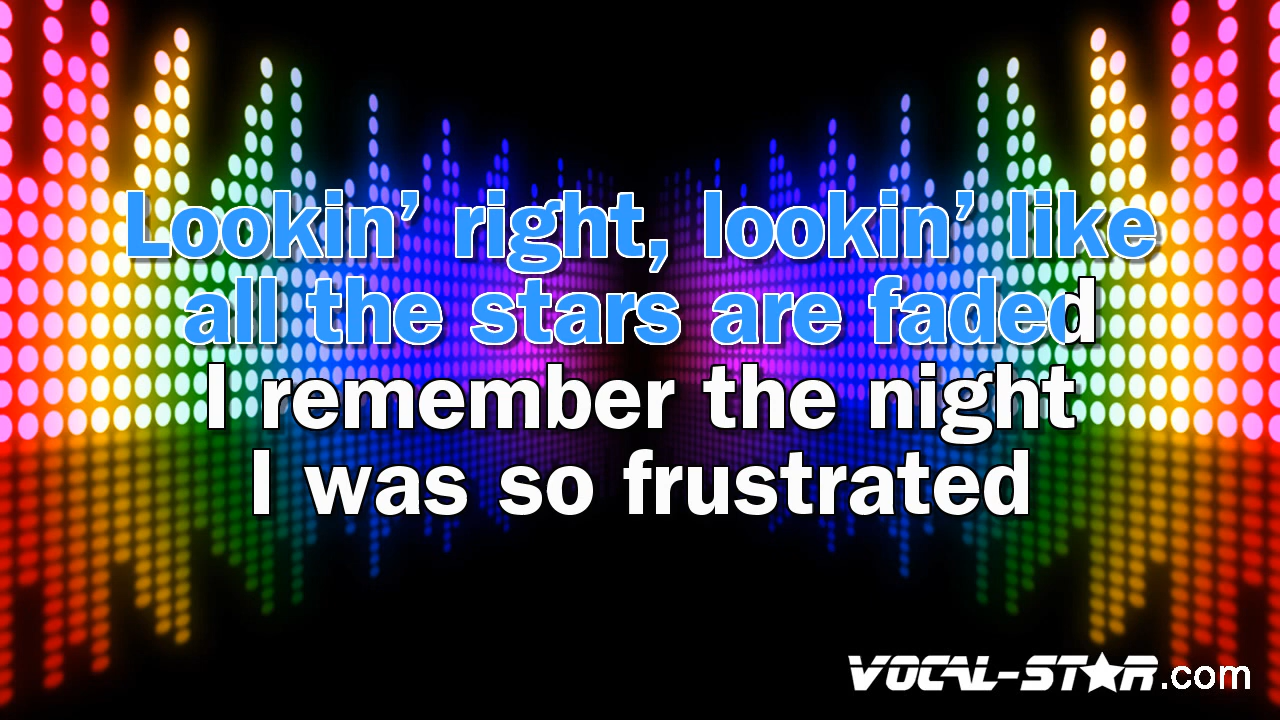 Lookin’ right, lookin’ like
all the stars are faded
I remember the night
I was so frustrated
VOCAL-STAR.com